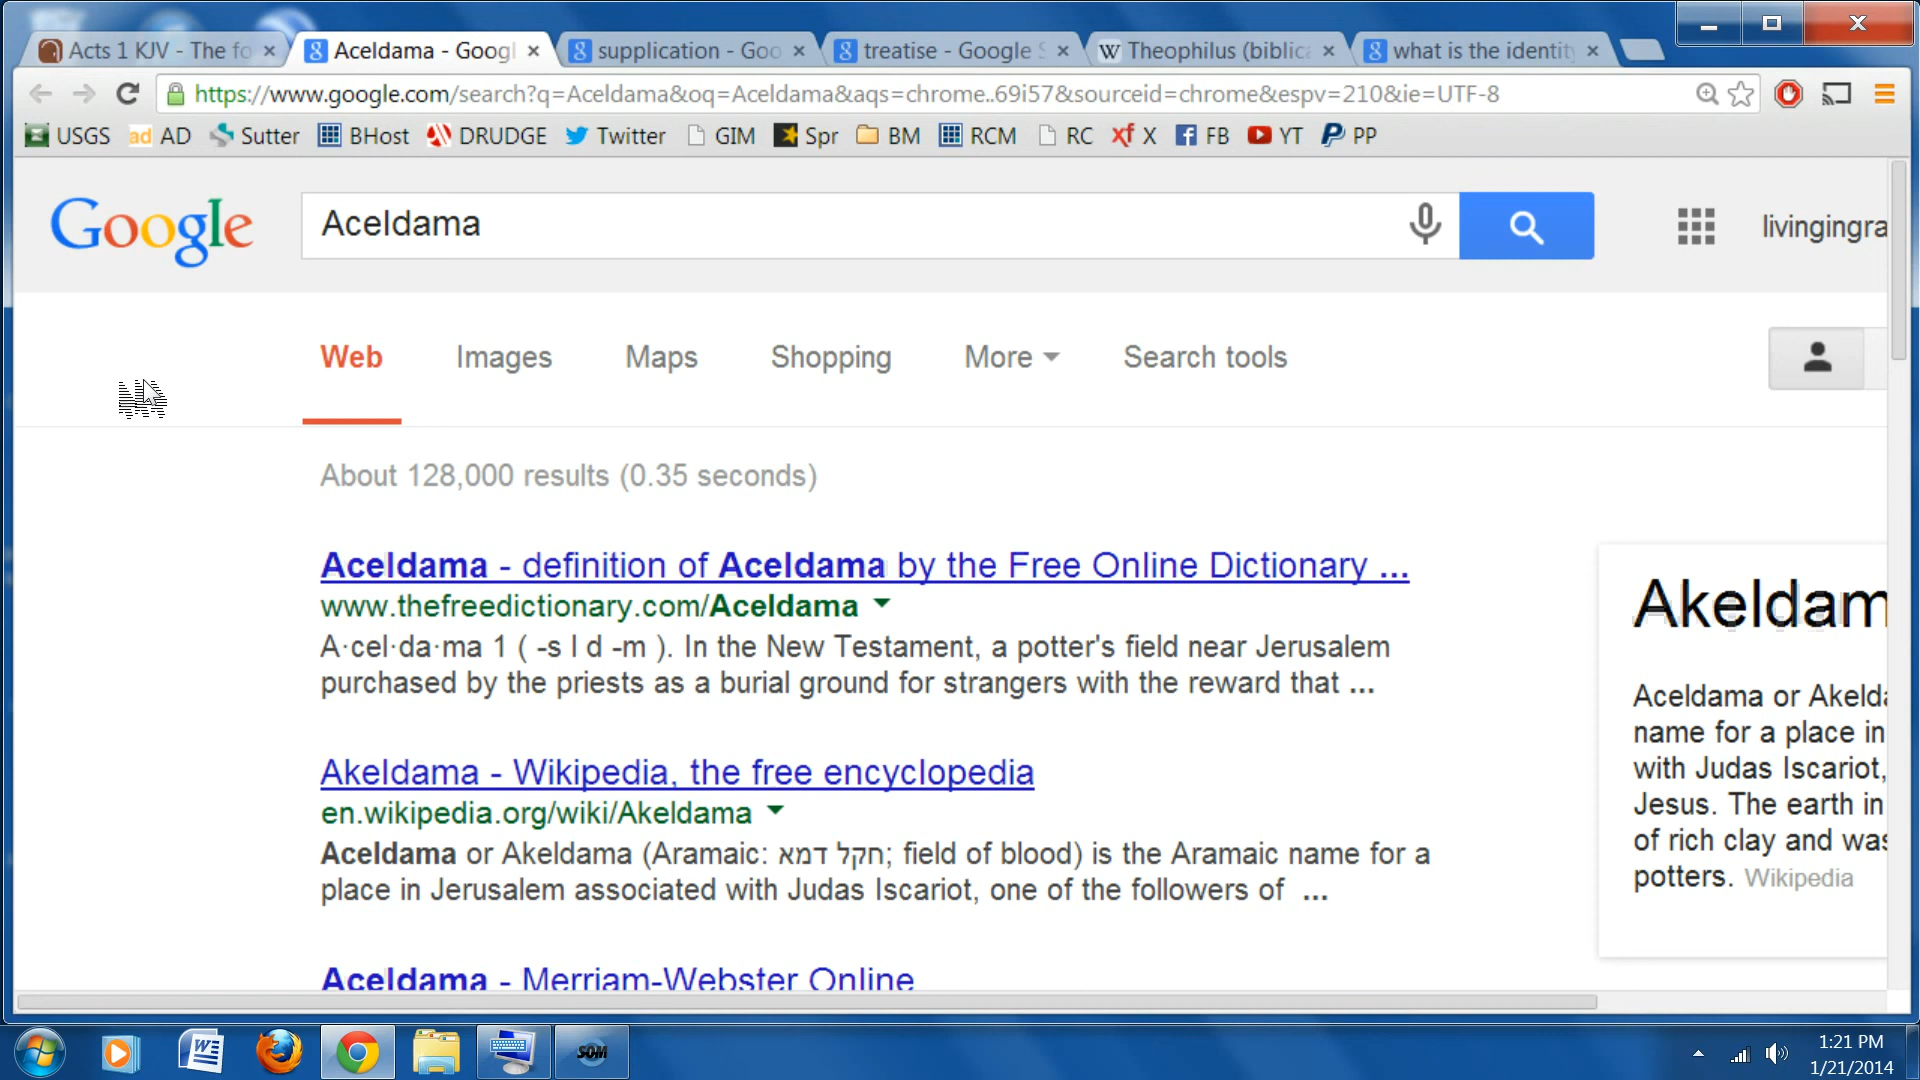 Acts 1 KJV - The fo
Aceldama - Googl
supplication - Goo
treatise - Google S
Theophilus (biblica
what is the identity
https://www.google.com/search?q=Aceldama&oq=Aceldama&aqs=chrome..69i57&sourceid=chrome&espv=210&ie=UTF-8
USGS ad AD Sutter BHost DRUDGE Twitter GIM Spr BM RCM RC xf X FB YT PP
Google
Aceldama
livingingra
Web Images Maps Shopping More Search tools
About 128,000 results (0.35 seconds)
Aceldama - definition of Aceldama by the Free Online Dictionary ...
www.thefreedictionary.com/Aceldama
A·cel·da·ma 1 ( -s l d -m ). In the New Testament, a potter's field near Jerusalem
purchased by the priests as a burial ground for strangers with the reward that ...
Akeldama - Wikipedia, the free encyclopedia
en.wikipedia.org/wiki/Akeldama
Aceldama or Akeldama (Aramaic: חקל דמא; field of blood) is the Aramaic name for a
place in Jerusalem associated with Judas Iscariot, one of the followers of ...
Aceldama - Merriam-Webster Online
Akeldam
Aceldama or Akelda
name for a place in
with Judas Iscariot,
Jesus. The earth in
of rich clay and was
potters. Wikipedia
SOM
1:21 PM
1/21/2014